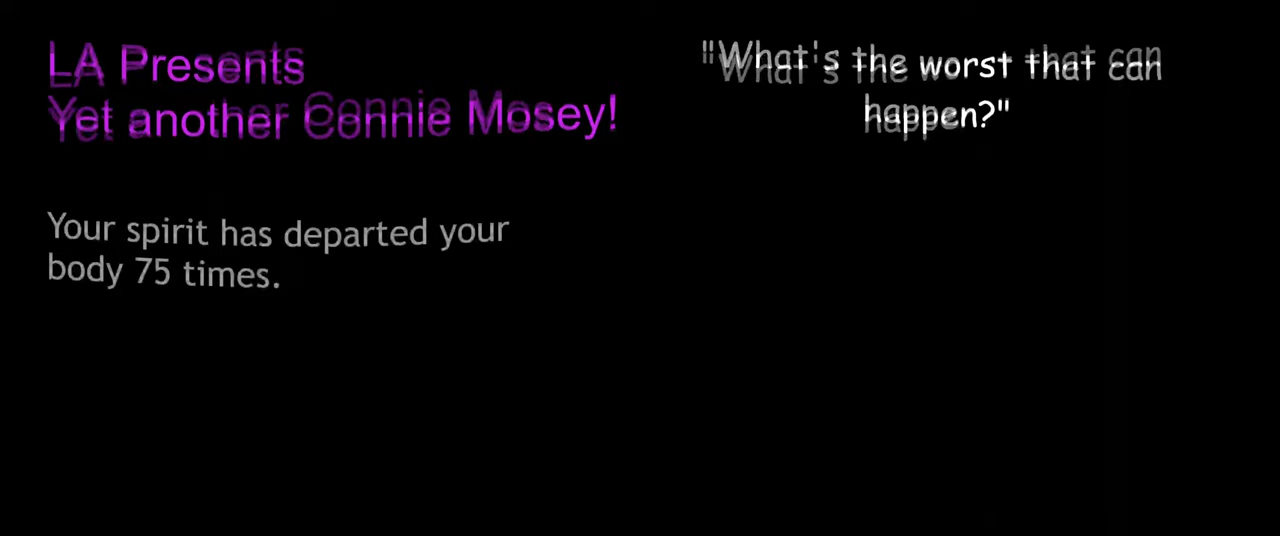 LA Presents
Yet another Connie Mosey!
"What's the worst that can
happen?"
Your spirit has departed your
body 75 times.